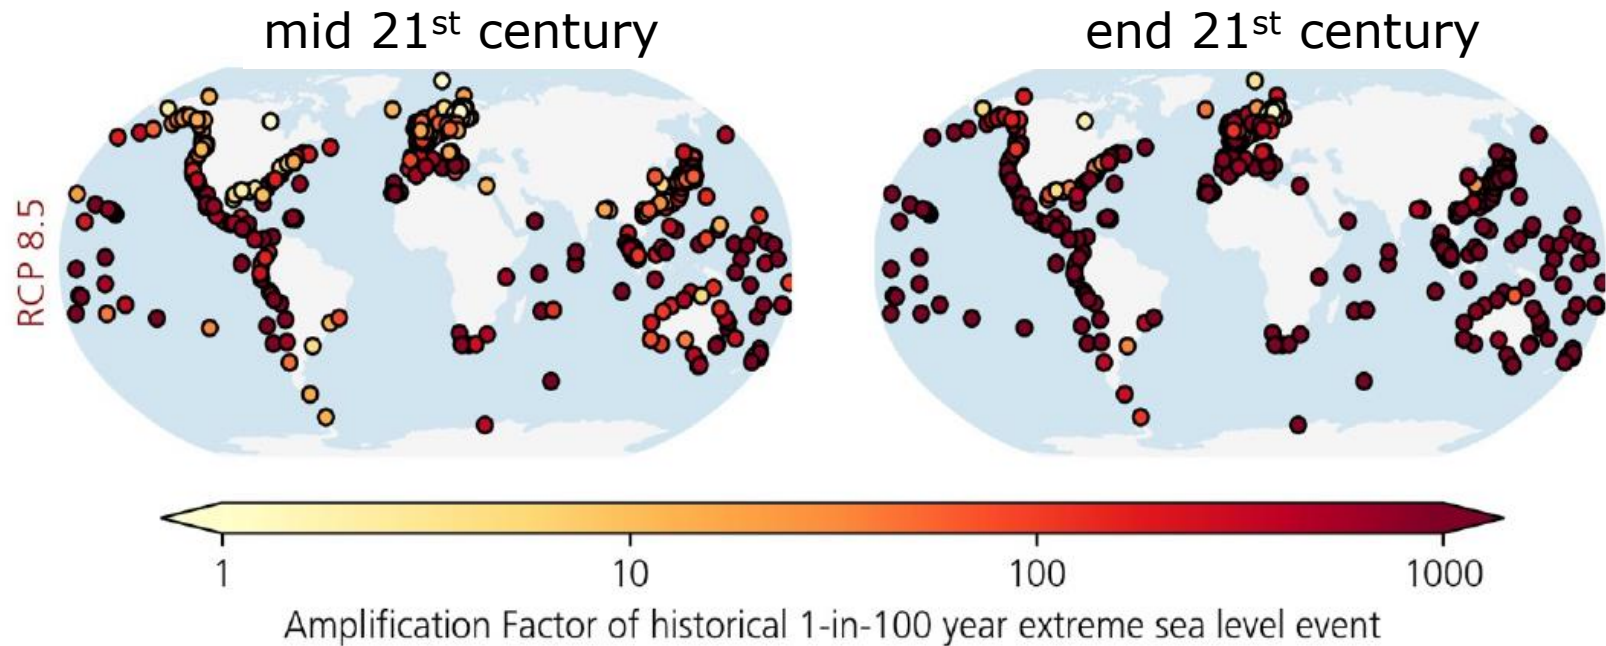 mid 21st century
end 21st century
RCP 8.5
1 10 100 1000
Amplification Factor of historical 1-in-100 year extreme sea level event